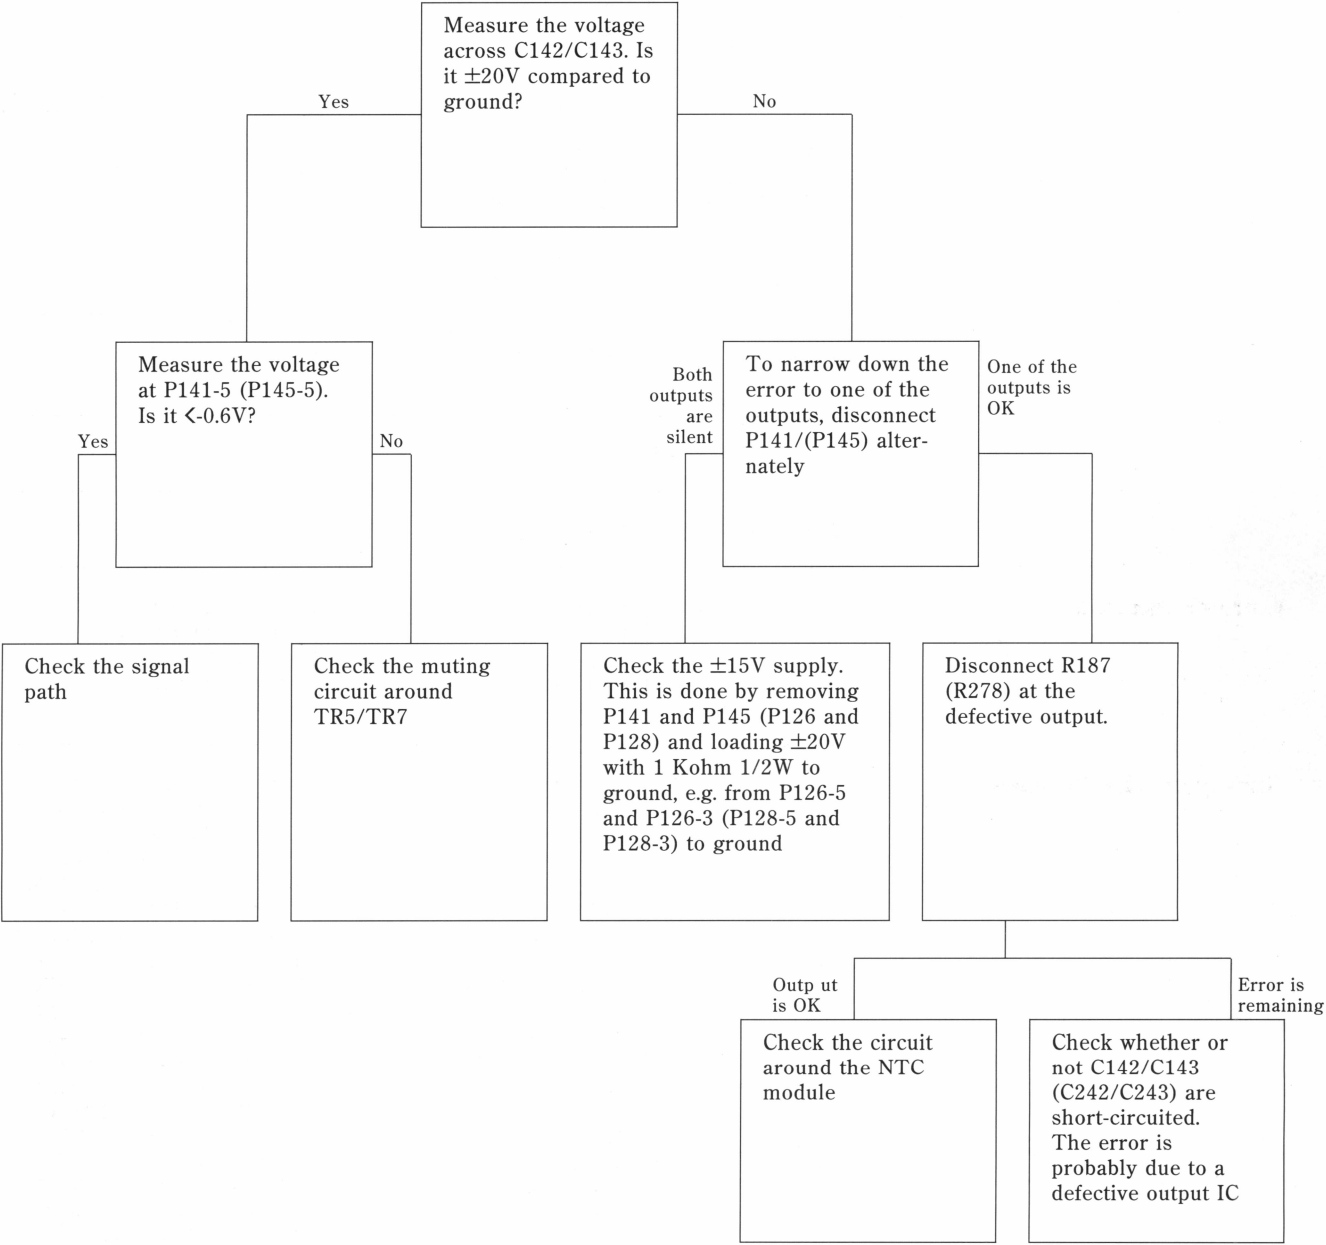 Measure the voltage
across C142/C143. Is
it ±20V compared to
ground?
Yes
No
Measure the voltage
at P141-5 (P145-5).
Is it <-0.6V?
Yes
No
Both
outputs
are
silent
To narrow down the
error to one of the
outputs, disconnect
P141/(P145) alter-
nately
One of the
outputs is
OK
Check the signal
path
Check the muting
circuit around
TR5/TR7
Check the ±15V supply.
This is done by removing
P141 and P145 (P126 and
P128) and loading ±20V
with 1 Kohm 1/2W to
ground, e.g. from P126-5
and P126-3 (P128-5 and
P128-3) to ground
Disconnect R187
(R278) at the
defective output.
Outp ut
is OK
Error is
remaining
Check the circuit
around the NTC
module
Check whether or
not C142/C143
(C242/C243) are
short-circuited.
The error is
probably due to a
defective output IC